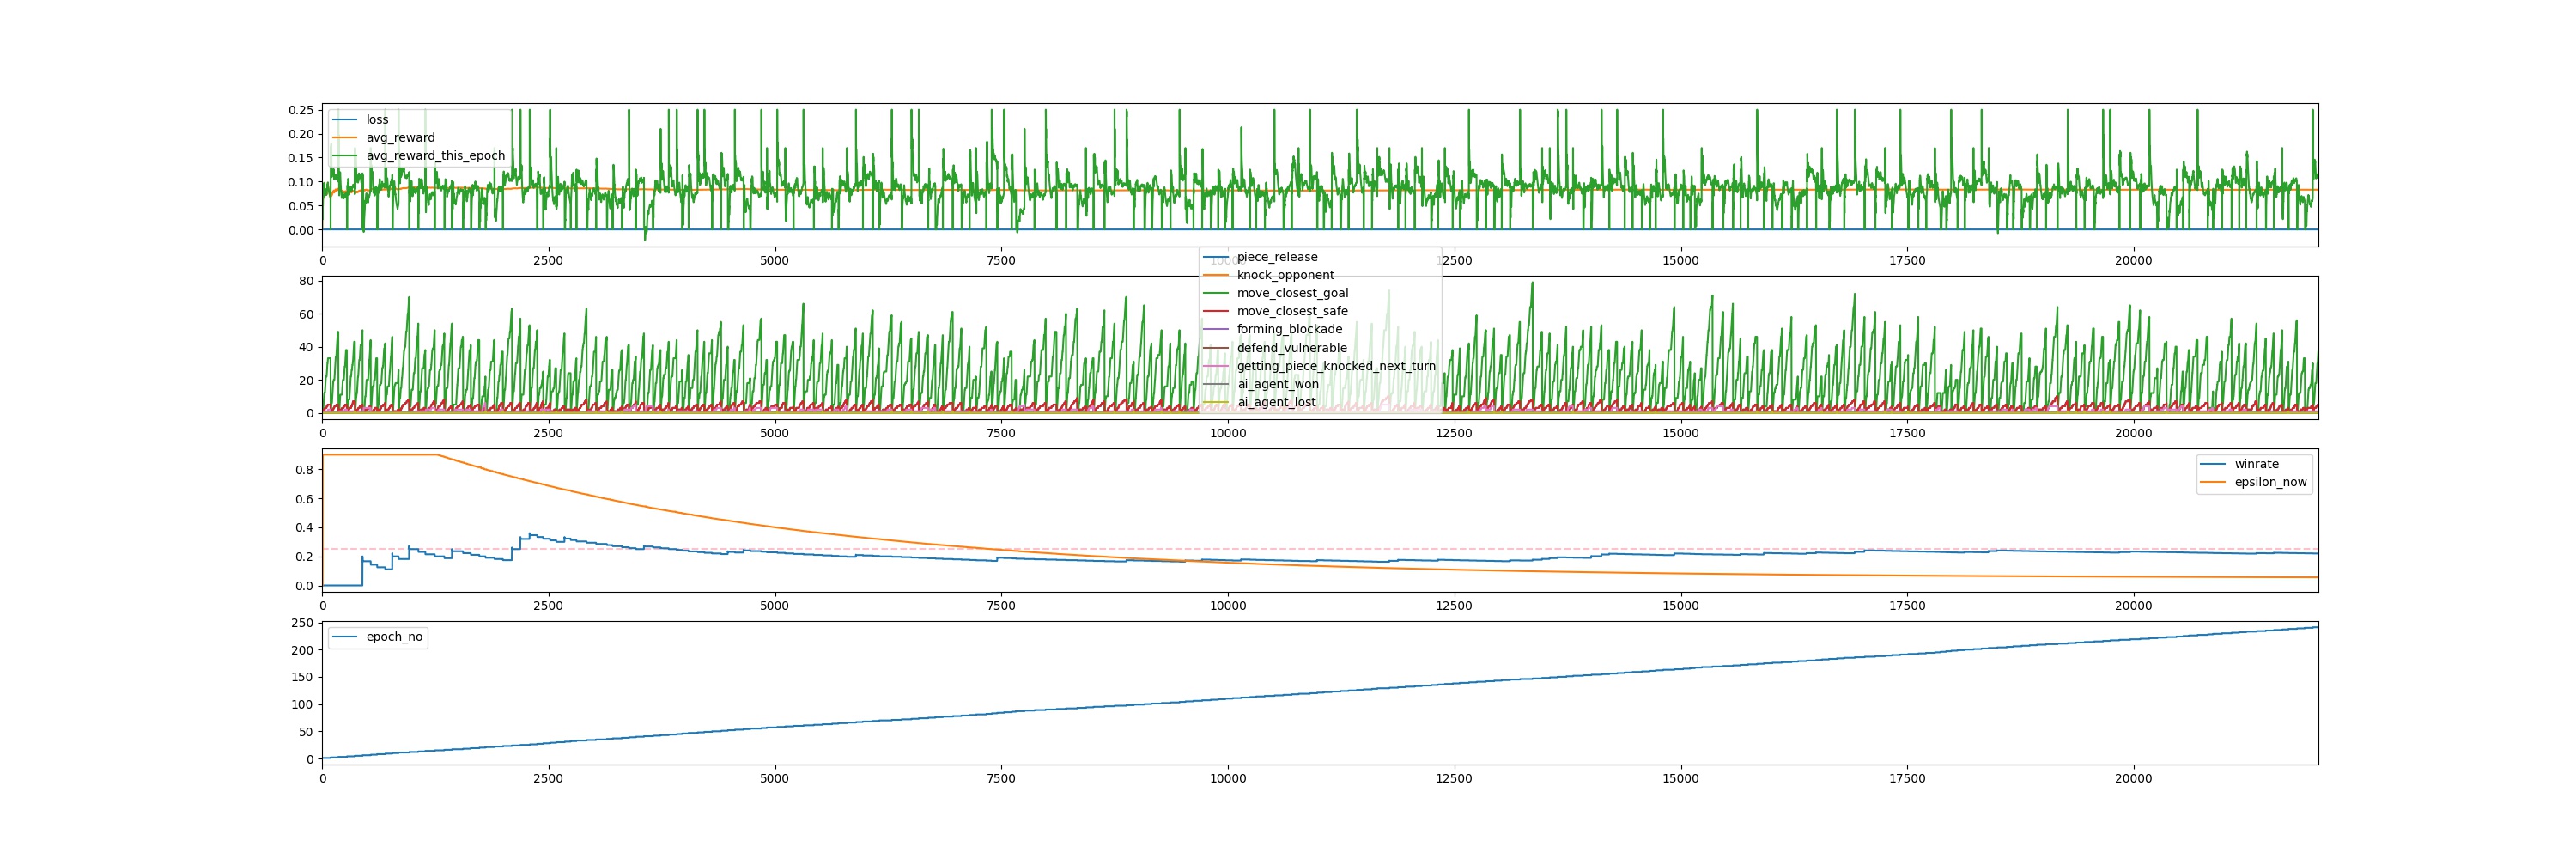 0.25
0.20
0.15
0.10
0.05
0.00
loss
avg_reward
avg_reward_this_epoch
0 2500 5000 7500 10000 12500 15000 17500 20000
80
60
40
20
0
piece_release
knock_opponent
move_closest_goal
move_closest_safe
forming_blockade
defend_vulnerable
getting_piece_knocked_next_turn
ai_agent_won
ai_agent_lost
0 2500 5000 7500 10000 12500 15000 17500 20000
0.8
0.6
0.4
0.2
0.0
winrate
epsilon_now
0 2500 5000 7500 10000 12500 15000 17500 20000
250
200
150
100
50
0
epoch_no
0 2500 5000 7500 10000 12500 15000 17500 20000